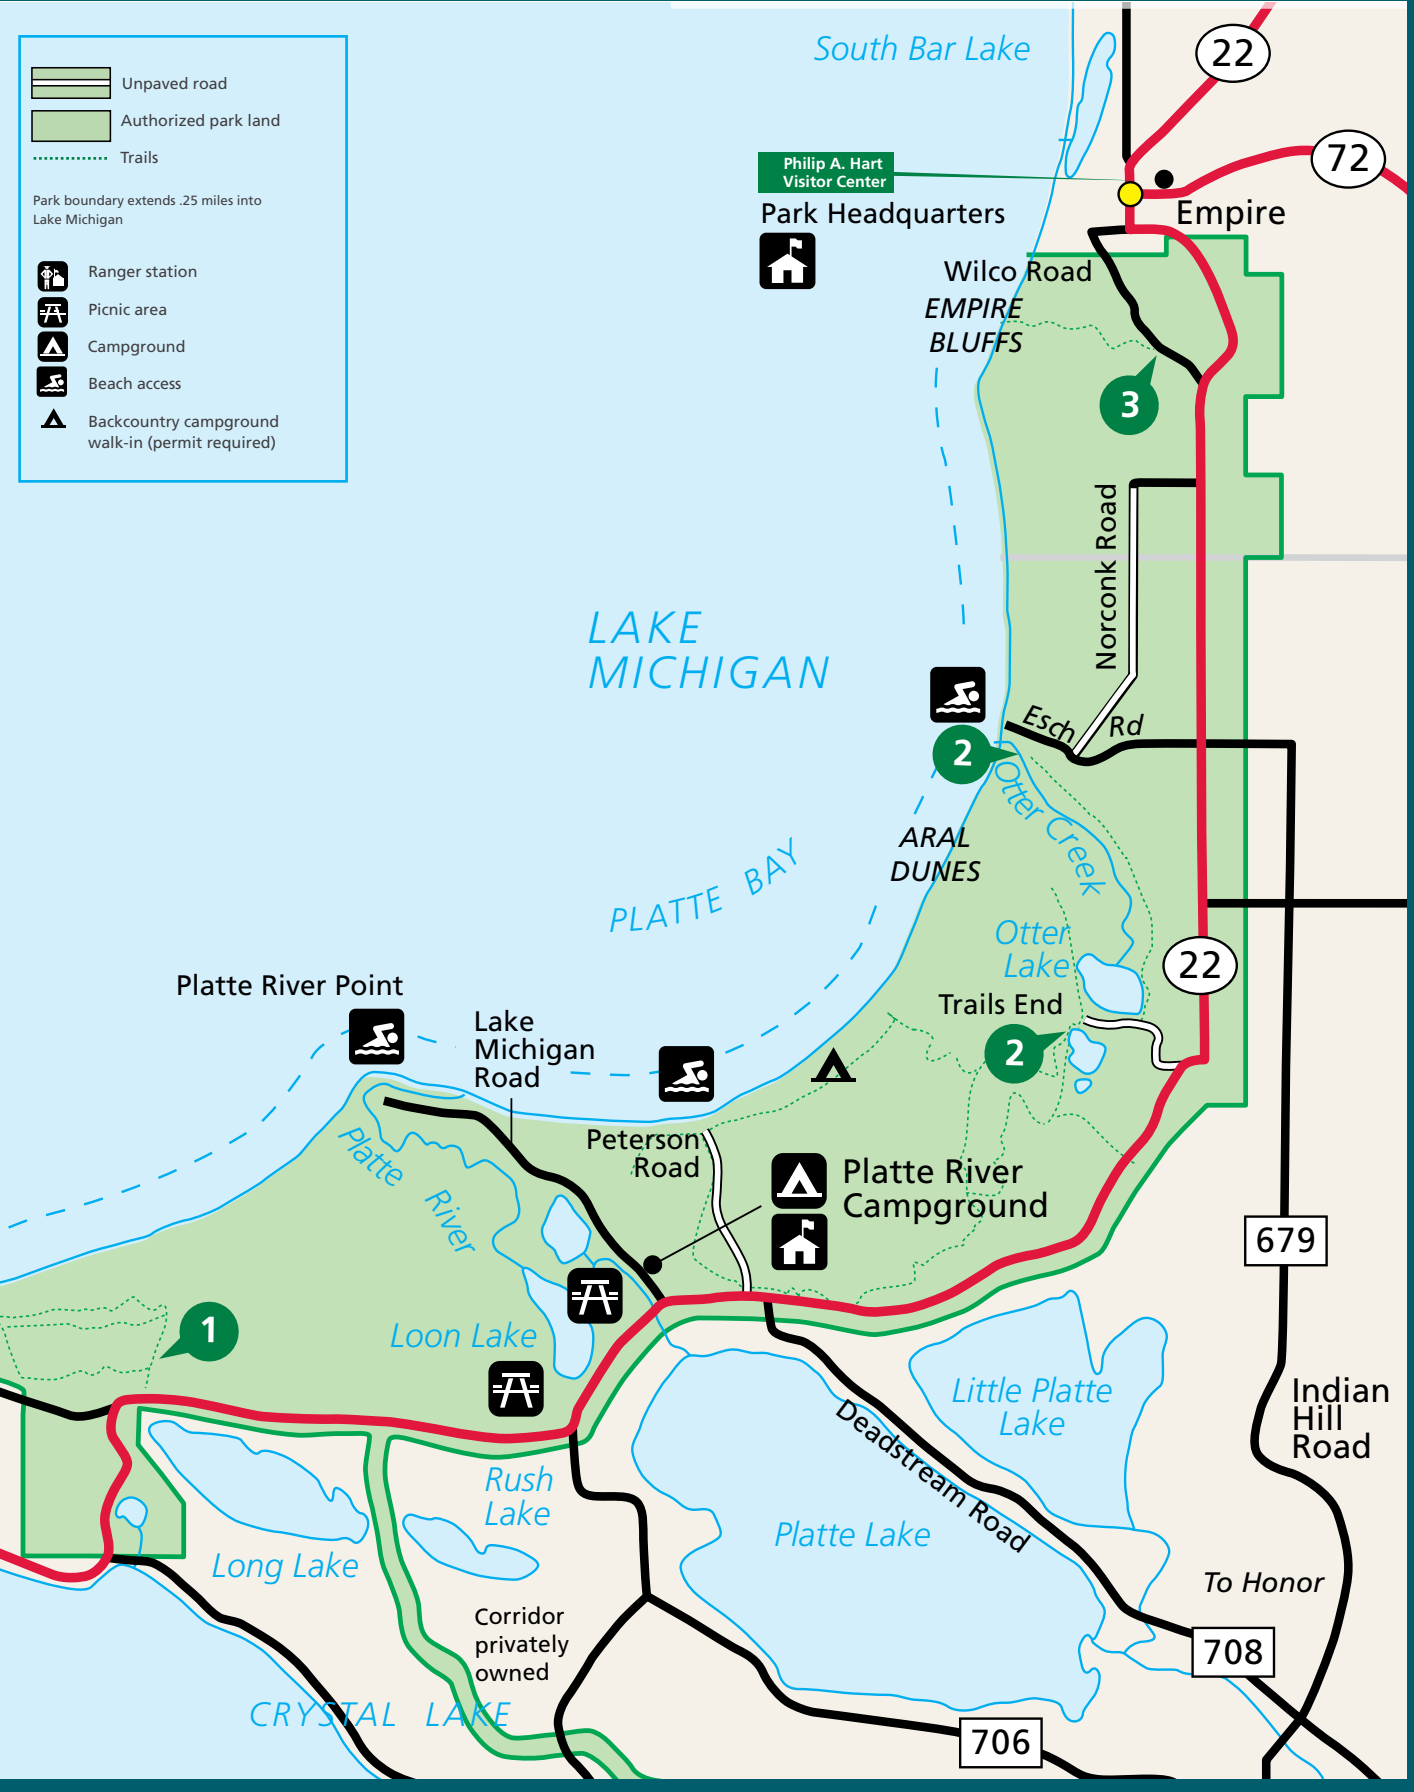 South Bar Lake
22
Unpaved road
Authorized park land
Trails
Park boundary extends .25 miles into
Lake Michigan
Ranger station
Picnic area
Campground
Beach access
Backcountry campground
walk-in (permit required)
72
Philip A. Hart
Visitor Center
Park Headquarters
Empire
Wilco Road
EMPIRE
BLUFFS
3
Norconk Road
LAKE
MICHIGAN
Esch Rd
2
Otter Creek
ARAL
DUNES
PLATTE BAY
Otter
Lake
22
Platte River Point
Trails End
2
Lake
Michigan
Road
Platte River
Peterson
Road
Platte River
Campground
679
1
Loon Lake
Little Platte
Lake
Indian
Hill
Road
Deadstream Road
Rush
Lake
Platte Lake
Long Lake
To Honor
Corridor
privately
owned
708
CRYSTAL LAKE
706